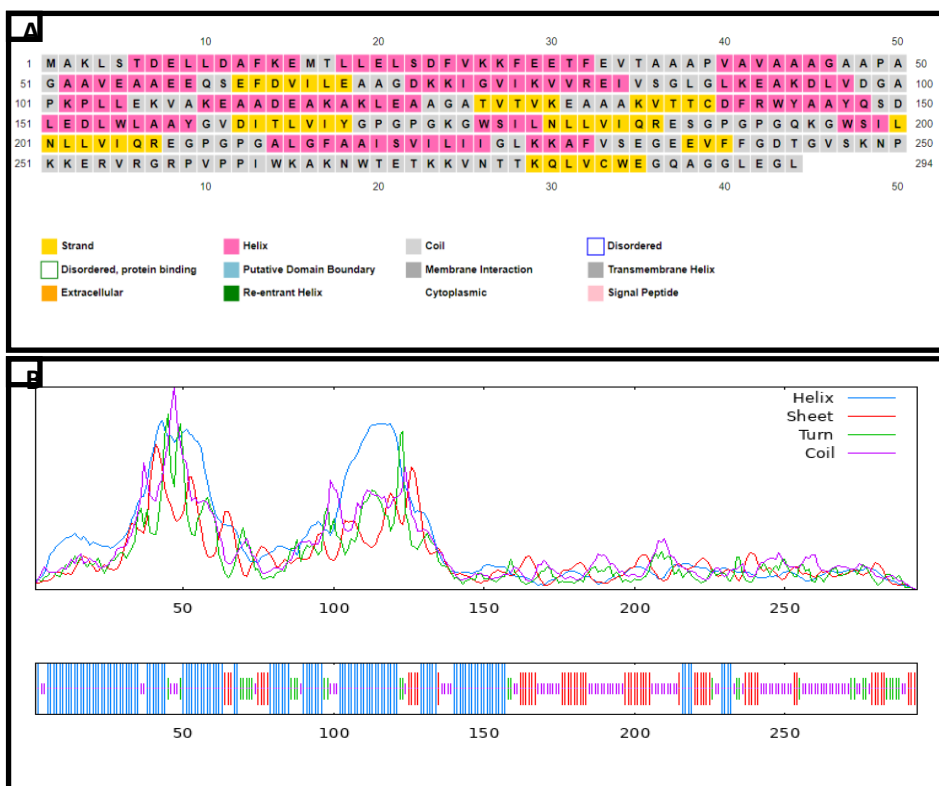 A
10 20 30 40 50
1 M A K L S T D E L L D A F K E M T L L E L S D F V K K F E E T F E V T A A A P V A V A A A G A A P A 50
51 G A A V E A A E E Q S E F D V I L E A A G D K K I G V I K V V R E I V S G L G L K E A K D L V D G A 100
101 P K P L L E K V A K E A A D E A K A K L E A A G A T V T V K E A A A K V T T C D F R W Y A A Y Q S D 150
151 L E D L W L A A Y G V D I T L V I Y G P G P G K G W S I L N L L V I Q R E S G P G P G Q K G W S I L 200
201 N L L V I Q R E G P G P G A L G F A A I S V I L I I G L K K A F V S E G E E V F F G D T G V S K N P 250
251 K K E R V R G R P V P P I W K A K N W T E T K K V N T T K Q L V C W E G Q A G G L E G L 294
10 20 30 40 50
Strand Helix Coil Disordered
Disordered, protein binding Putative Domain Boundary Membrane Interaction Transmembrane Helix
Extracellular Re-entrant Helix Cytoplasmic Signal Peptide
B
Helix
Sheet
Turn
Coil
50 100 150 200 250
50 100 150 200 250